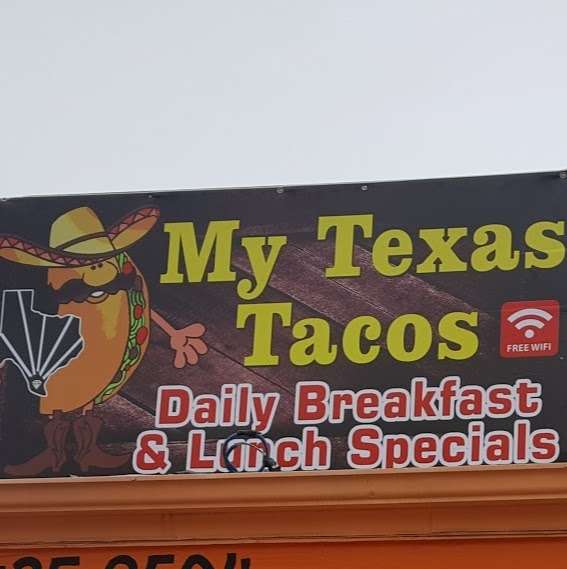 My Texas
Tacos
FREE WIFI
Daily Breakfast
& Lunch Specials